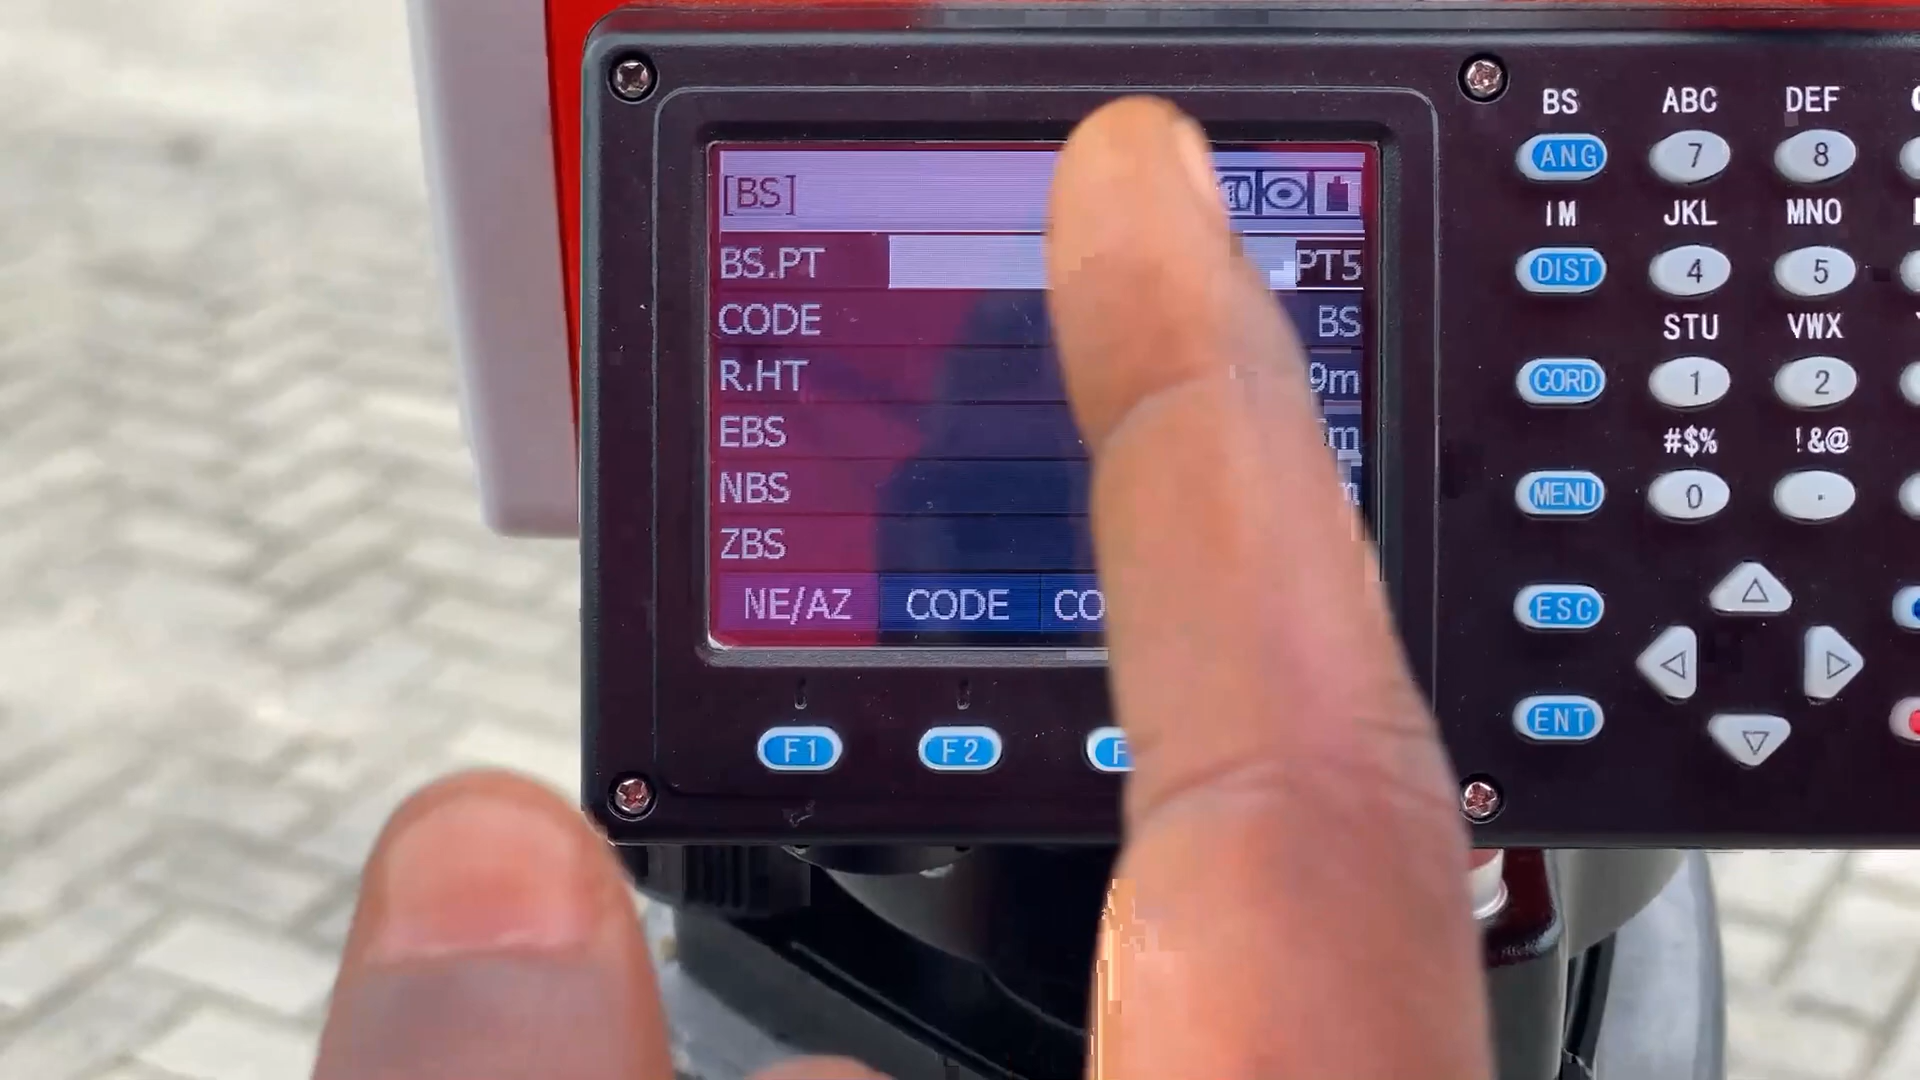 [BS]
BS.PT PT5
CODE BS
R.HT 9m
EBS m
NBS
ZBS
NE/AZ CODE
F1 F2
BS ABC DEF
ANG 7 8
IM JKL MNO
DIST 4 5
STU VWX
CORD 1 2
#$% !&@
MENU 0 .
ESC
ENT